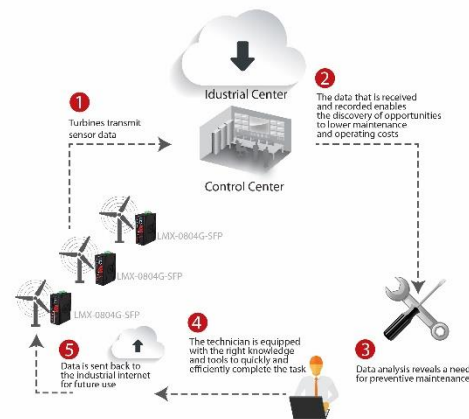 Idustrial Center
Control Center
1
Turbines transmit
sensor data
2
The data that is received
and recorded enables
the discovery of opportunities
to lower maintenance
and operating costs
LMX-0804G-SFP
LMX-0804G-SFP
LMX-0804G-SFP
3
Data analysis reveals a need
for preventive maintenance
4
The technician is equipped
with the right knowledge
and tools to quickly and
efficiently complete the task
5
Data is sent back to
the industrial internet
for future use